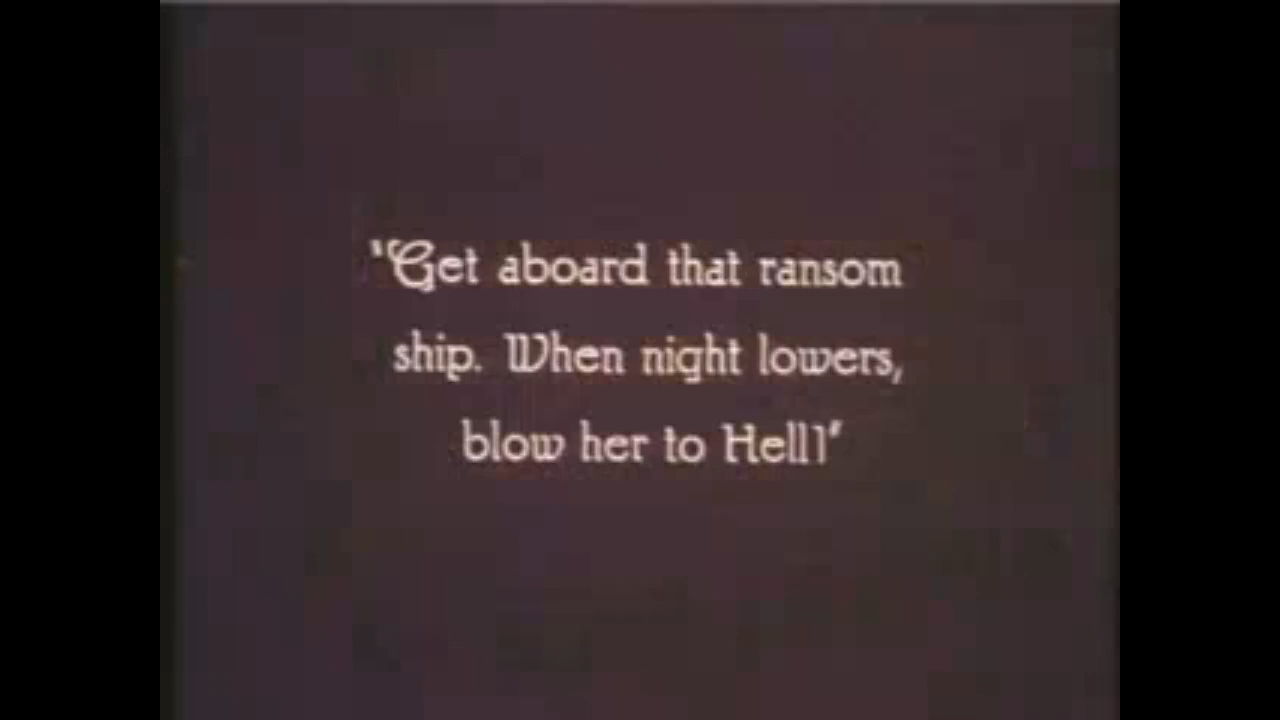 "Get aboard that ransom
ship. When night lowers,
blow her to Hell!"